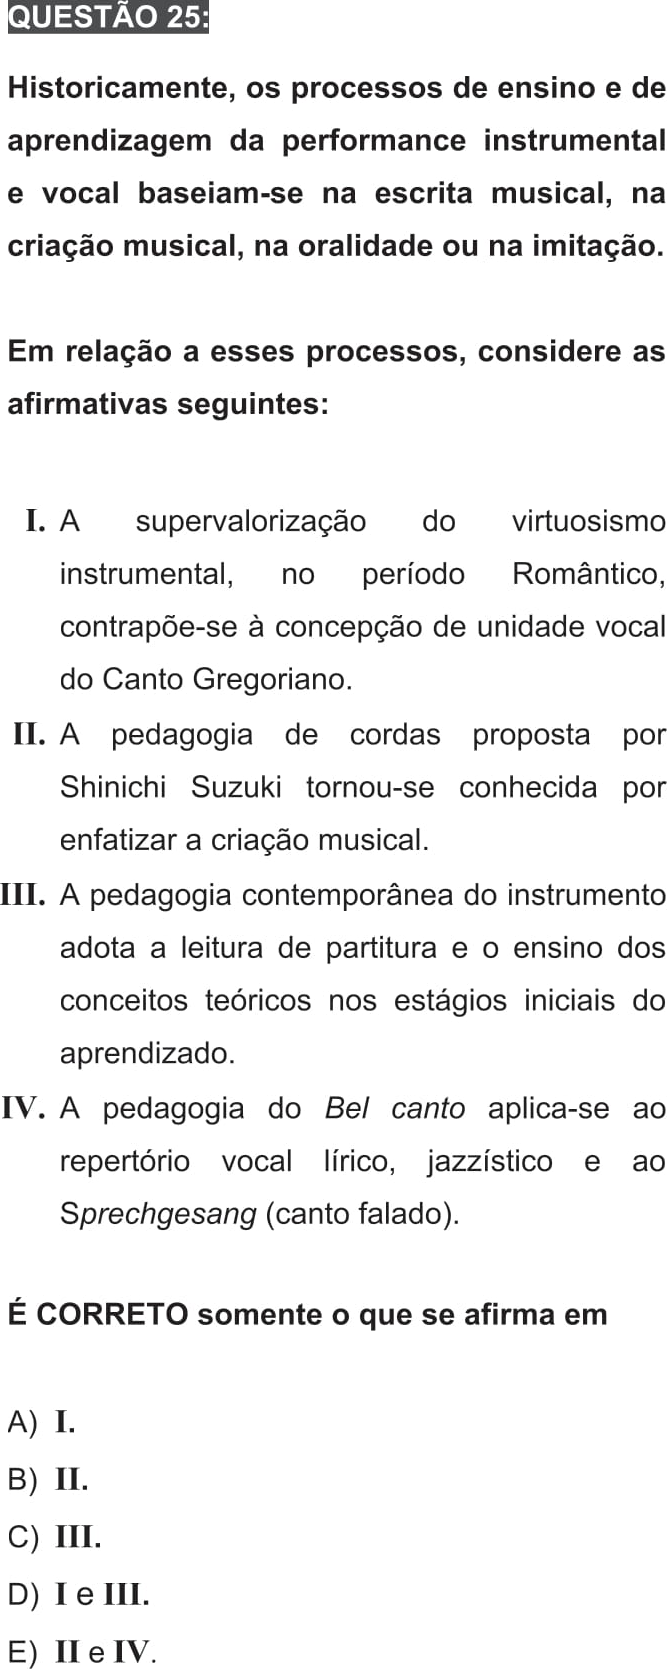 QUESTÃO 25:
Historicamente, os processos de ensino e de
aprendizagem da performance instrumental
e vocal baseiam-se na escrita musical, na
criação musical, na oralidade ou na imitação.
Em relação a esses processos, considere as
afirmativas seguintes:
I. A supervalorização do virtuosismo
instrumental, no período Romântico,
contrapõe-se à concepção de unidade vocal
do Canto Gregoriano.
II. A pedagogia de cordas proposta por
Shinichi Suzuki tornou-se conhecida por
enfatizar a criação musical.
III. A pedagogia contemporânea do instrumento
adota a leitura de partitura e o ensino dos
conceitos teóricos nos estágios iniciais do
aprendizado.
IV. A pedagogia do Bel canto aplica-se ao
repertório vocal lírico, jazzístico e ao
Sprechgesang (canto falado).
É CORRETO somente o que se afirma em
A) I.
B) II.
C) III.
D) I e III.
E) II e IV.